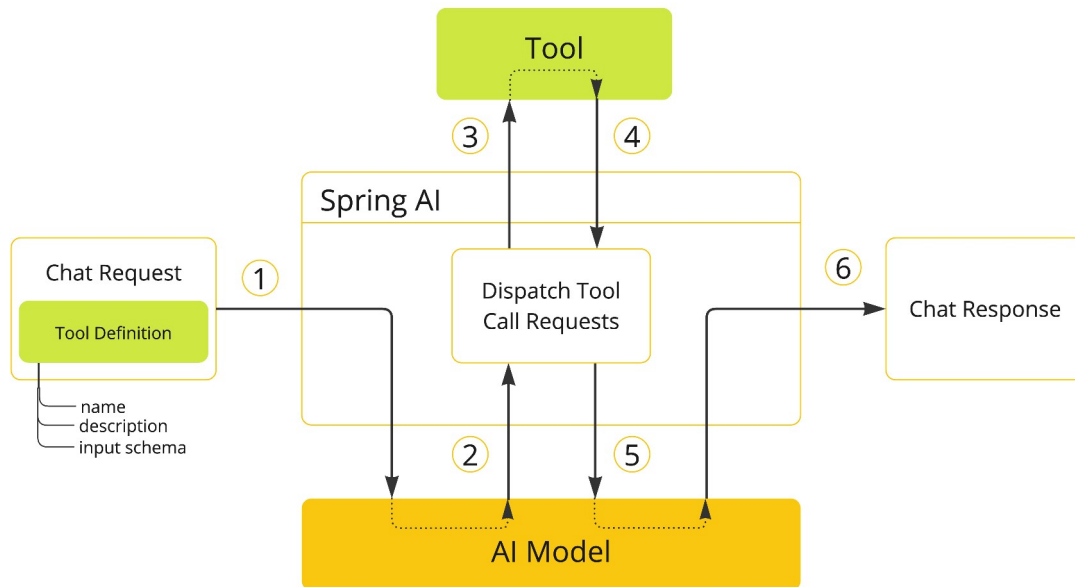 Tool
3
4
Spring AI
Chat Request
1
6
Tool Definition
Dispatch Tool
Call Requests
Chat Response
name
description
input schema
2
5
AI Model